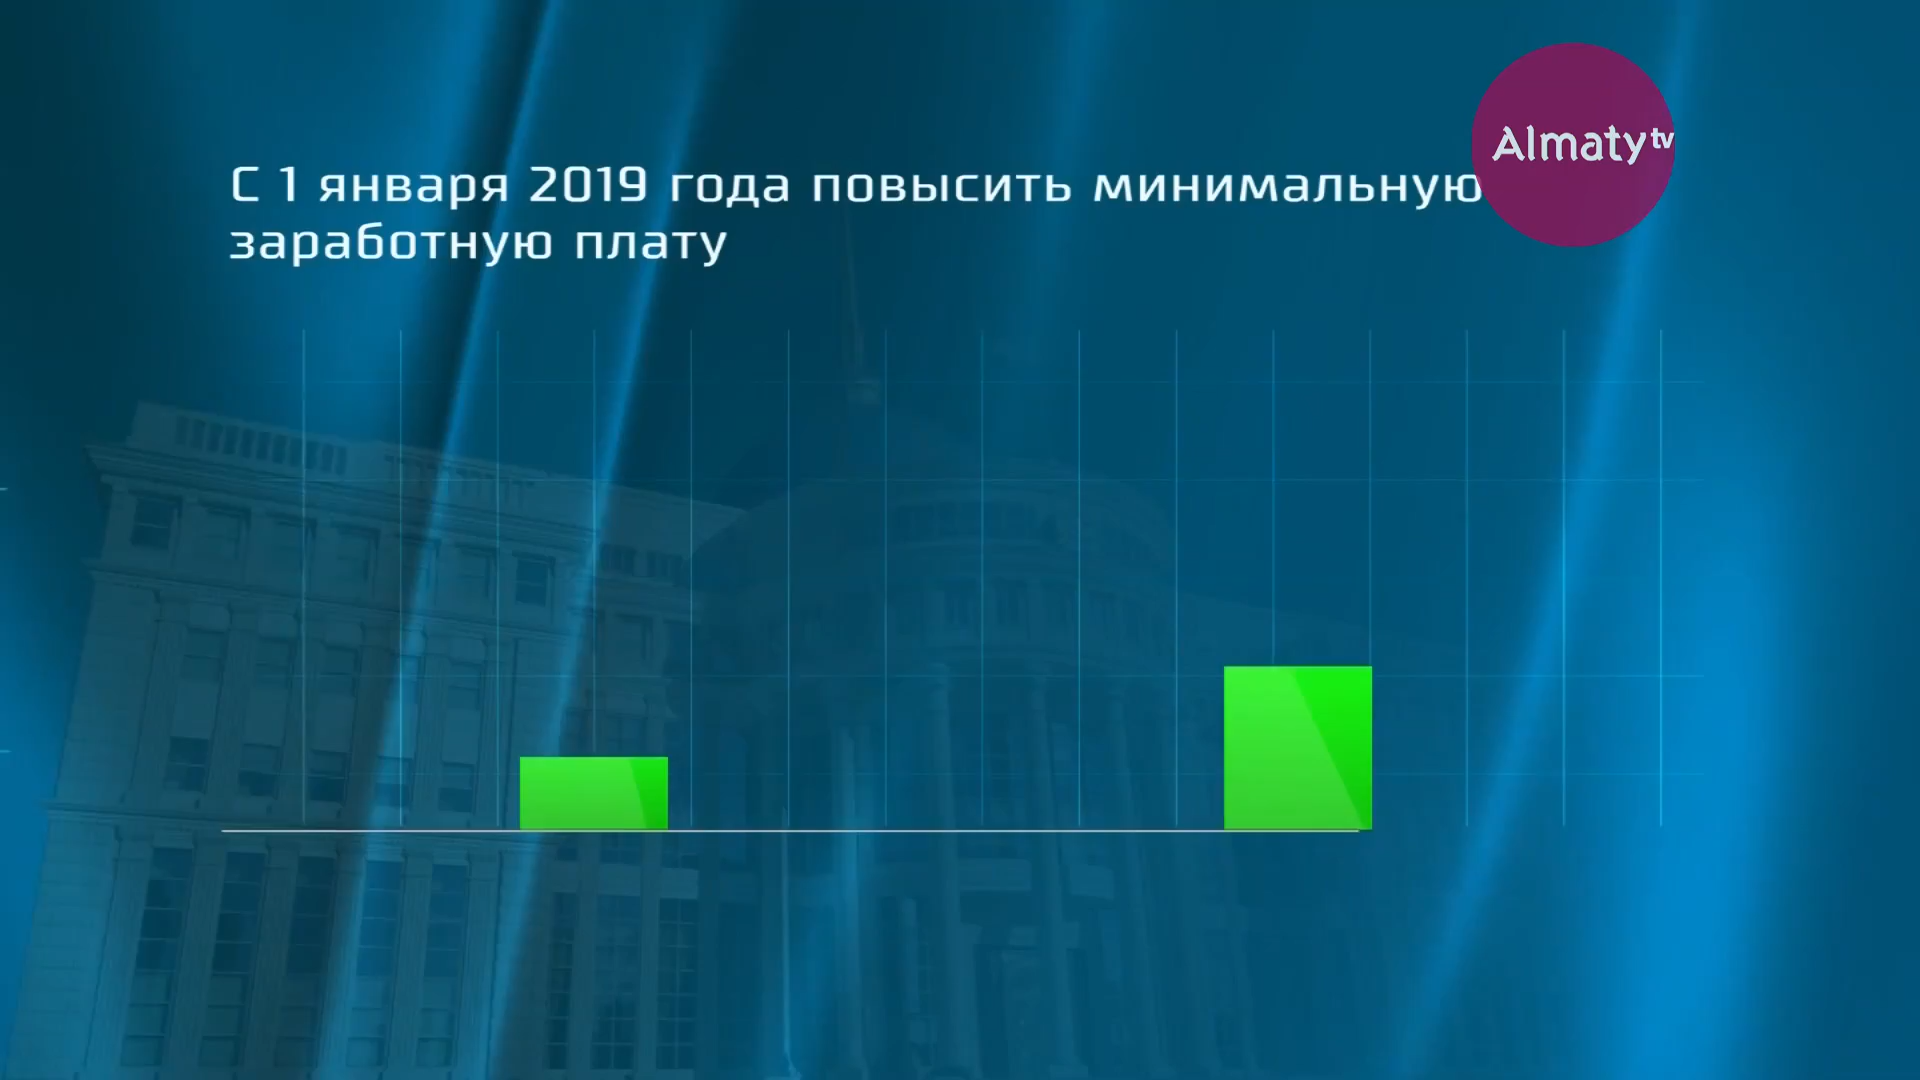 С 1 января 2019 года повысить минимальную
заработную плату
Almaty tv